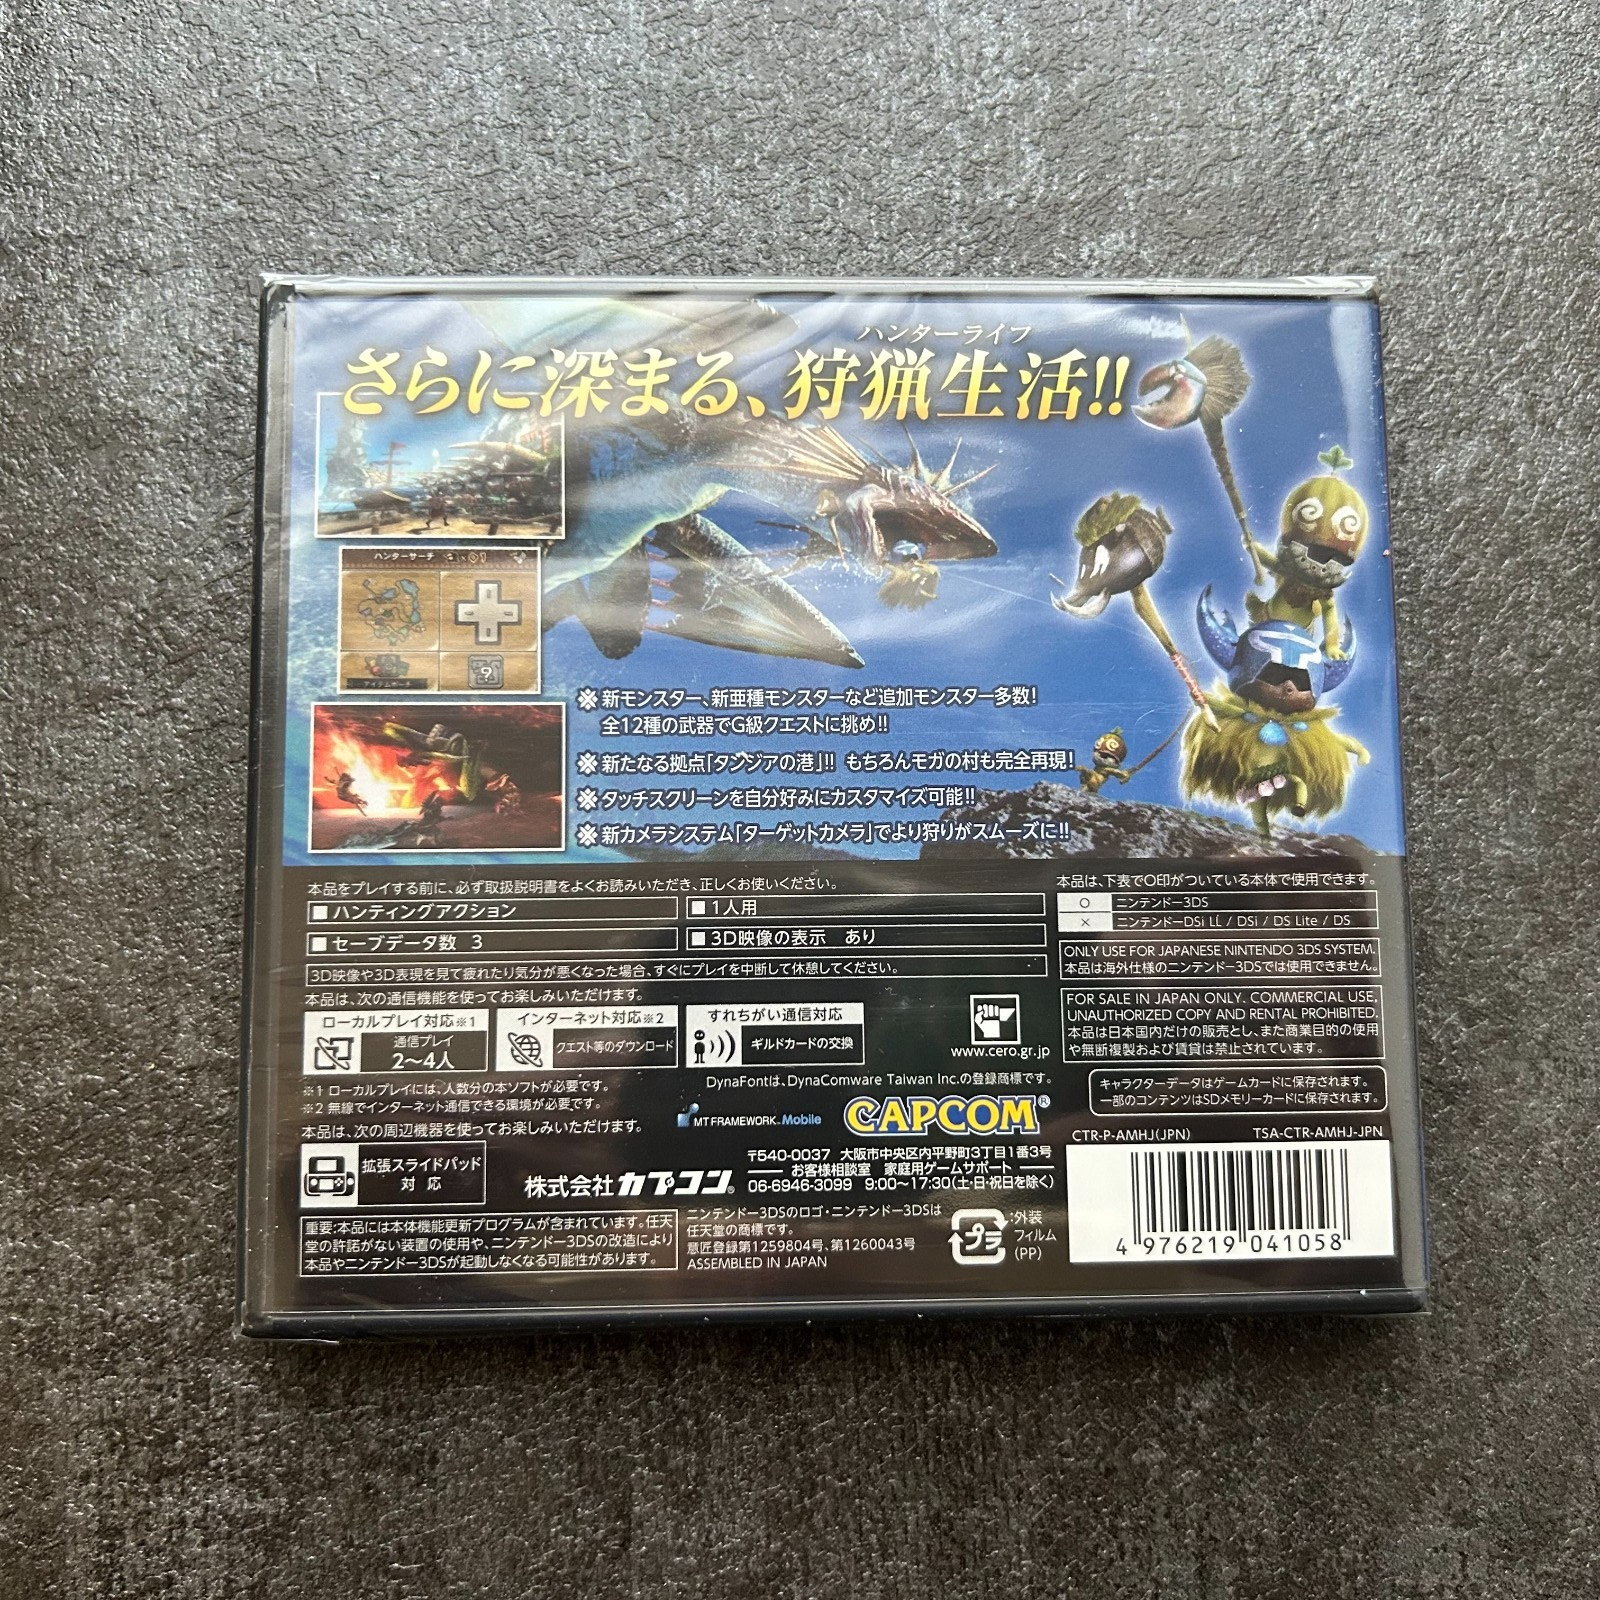 ハンターライフ
さらに深まる、狩猟生活!!
ハンターサーチ
アイテムポーチ
※新モンスター、新亜種モンスターなど追加モンスター多数!
全12種の武器でG級クエストに挑め!!
※新たなる拠点「タンジアの港」!! もちろんモガの村も完全再現!
※タッチスクリーンを自分好みにカスタマイズ可能!!
※新カメラシステム「ターゲットカメラ」でより狩りがスムーズに!!
本品をプレイする前に、必ず取扱説明書をよくお読みいただき、正しくお使いください。
■ハンティングアクション
■1人用
■セーブデータ数 3
■3D映像の表示 あり
3D映像や3D表現を見て疲れたり気分が悪くなった場合、すぐにプレイを中断して休憩してください。
本品は、下表で○印がついている本体で使用できます。
○ ニンテンドー3DS
× ニンテンドーDSi LL / DSi / DS Lite / DS
ONLY USE FOR JAPANESE NINTENDO 3DS SYSTEM.
本品は海外仕様のニンテンドー3DSでは使用できません。
FOR SALE IN JAPAN ONLY. COMMERCIAL USE,
UNAUTHORIZED COPY AND RENTAL PROHIBITED.
本品は日本国内だけの販売とし、また商業目的の使用
や無断複製および賃貸は禁止されています。
キャラクターデータはゲームカードに保存されます。
一部のコンテンツはSDメモリーカードに保存されます。
本品は、次の通信機能を使ってお楽しみいただけます。
ローカルプレイ対応※1
通信プレイ
2〜4人
インターネット対応※2
クエスト等のダウンロード
すれちがい通信対応
ギルドカードの交換
www.cero.gr.jp
※1 ローカルプレイには、人数分の本ソフトが必要です。
※2 無線でインターネット通信できる環境が必要です。
DynaFontは、DynaComware Taiwan Inc.の登録商標です。
MT FRAMEWORK Mobile
CAPCOM®
本品は、次の周辺機器を使ってお楽しみいただけます。
拡張スライドパッド
対応
株式会社カプコン®
〒540-0037 大阪市中央区内平野町3丁目1番3号
お客様相談室 家庭用ゲームサポート
06-6946-3099 9:00〜17:30(土・日・祝日を除く)
重要:本品には本体機能更新プログラムが含まれています。任天
堂の許諾がない装置の使用や、ニンテンドー3DSの改造により
本品やニンテンドー3DSが起動しなくなる可能性があります。
ニンテンドー3DSのロゴ・ニンテンドー3DSは
任天堂の商標です。
意匠登録第1259804号、第1260043号
ASSEMBLED IN JAPAN
プラ
:外装
フィルム
(PP)
CTR-P-AMHJ(JPN)
TSA-CTR-AMHJ-JPN
4 976219 041058